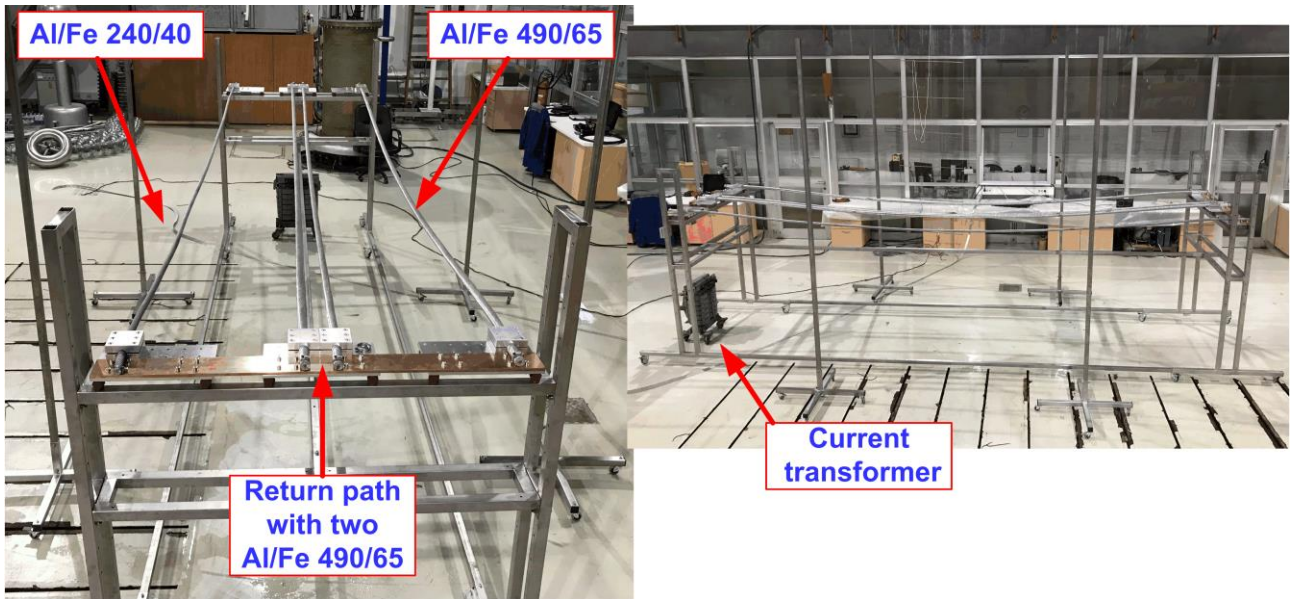 Al/Fe 240/40
Al/Fe 490/65
Return path
with two
Al/Fe 490/65
Current
transformer